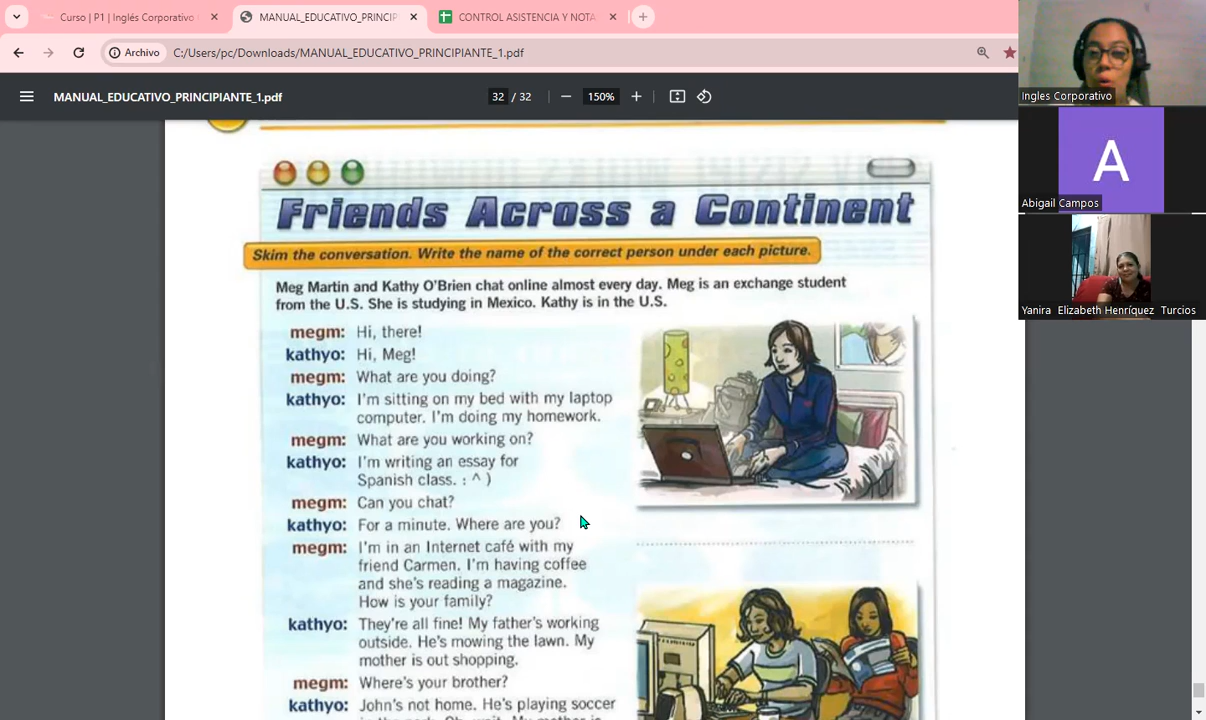 Curso | P1 | Inglés Corporativo
MANUAL_EDUCATIVO_PRINCIP
CONTROL ASISTENCIA Y NOTA
Archivo
C:/Users/pc/Downloads/MANUAL_EDUCATIVO_PRINCIPIANTE_1.pdf
MANUAL_EDUCATIVO_PRINCIPIANTE_1.pdf
32 / 32
150%
Ingles Corporativo
A
Abigail Campos
Yanira Elizabeth Henríquez Turcios
Friends Across a Continent
Skim the conversation. Write the name of the correct person under each picture.
Meg Martin and Kathy O'Brien chat online almost every day. Meg is an exchange student
from the U.S. She is studying in Mexico. Kathy is in the U.S.
megm: Hi, there!
kathyo: Hi, Meg!
megm: What are you doing?
kathyo: I'm sitting on my bed with my laptop
computer. I'm doing my homework.
megm: What are you working on?
kathyo: I'm writing an essay for
Spanish class. : ^ )
megm: Can you chat?
kathyo: For a minute. Where are you?
megm: I'm in an Internet café with my
friend Carmen. I'm having coffee
and she's reading a magazine.
How is your family?
kathyo: They're all fine! My father's working
outside. He's mowing the lawn. My
mother is out shopping.
megm: Where's your brother?
kathyo: John's not home. He's playing soccer